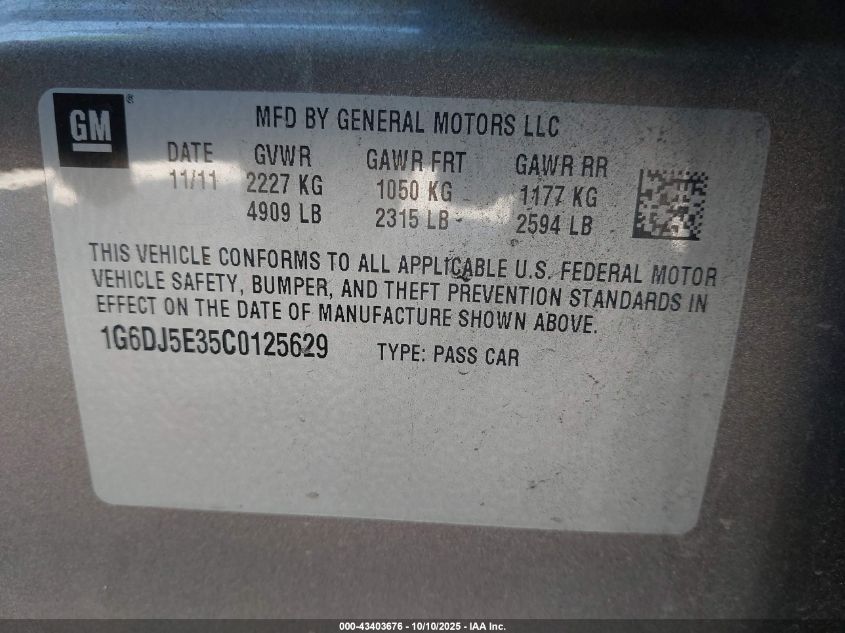 GM®
MFD BY GENERAL MOTORS LLC
DATE GVWR GAWR FRT GAWR RR
11/11 2227 KG 1050 KG 1177 KG
4909 LB 2315 LB 2594 LB
THIS VEHICLE CONFORMS TO ALL APPLICABLE U.S. FEDERAL MOTOR
VEHICLE SAFETY, BUMPER, AND THEFT PREVENTION STANDARDS IN
EFFECT ON THE DATE OF MANUFACTURE SHOWN ABOVE.
1G6DJ5E35C0125629 TYPE: PASS CAR
000-43403676 - 10/10/2025 - IAA Inc.